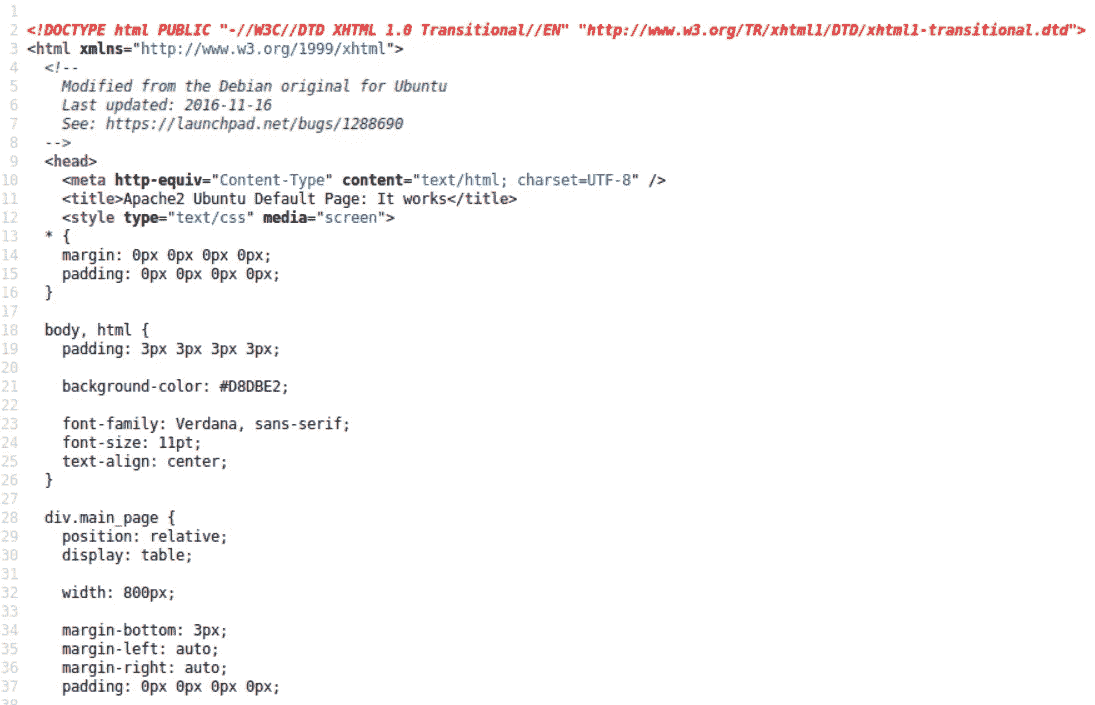 1
2 <!DOCTYPE html PUBLIC "-//W3C//DTD XHTML 1.0 Transitional//EN" "http://www.w3.org/TR/xhtml1/DTD/xhtml1-transitional.dtd">
3 <html xmlns="http://www.w3.org/1999/xhtml">
4   <!--
5     Modified from the Debian original for Ubuntu
6     Last updated: 2016-11-16
7     See: https://launchpad.net/bugs/1288690
8   -->
9   <head>
10     <meta http-equiv="Content-Type" content="text/html; charset=UTF-8" />
11     <title>Apache2 Ubuntu Default Page: It works</title>
12     <style type="text/css" media="screen">
13   * {
14     margin: 0px 0px 0px 0px;
15     padding: 0px 0px 0px 0px;
16   }
17
18   body, html {
19     padding: 3px 3px 3px 3px;
20
21     background-color: #D8DBE2;
22
23     font-family: Verdana, sans-serif;
24     font-size: 11pt;
25     text-align: center;
26   }
27
28   div.main_page {
29     position: relative;
30     display: table;
31
32     width: 800px;
33
34     margin-bottom: 3px;
35     margin-left: auto;
36     margin-right: auto;
37     padding: 0px 0px 0px 0px;
38